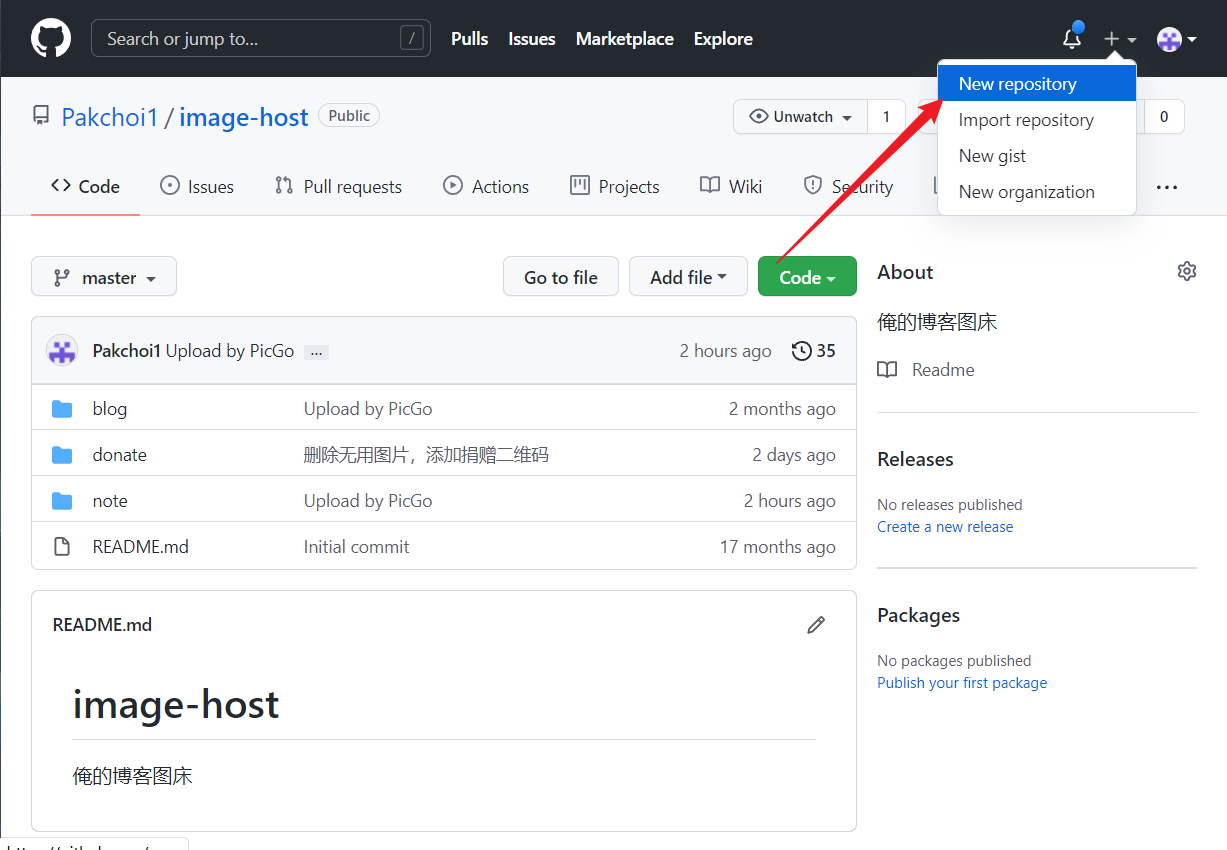 Search or jump to... / Pulls Issues Marketplace Explore
New repository
Import repository
New gist
New organization
Pakchoi1 / image-host Public Unwatch 1 0
Code Issues Pull requests Actions Projects Wiki Security ...
master Go to file Add file Code
Pakchoi1 Upload by PicGo ... 2 hours ago 35
blog Upload by PicGo 2 months ago
donate 删除无用图片，添加捐赠二维码 2 days ago
note Upload by PicGo 2 hours ago
README.md Initial commit 17 months ago
README.md
image-host
俺的博客图床
About
俺的博客图床
Readme
Releases
No releases published
Create a new release
Packages
No packages published
Publish your first package